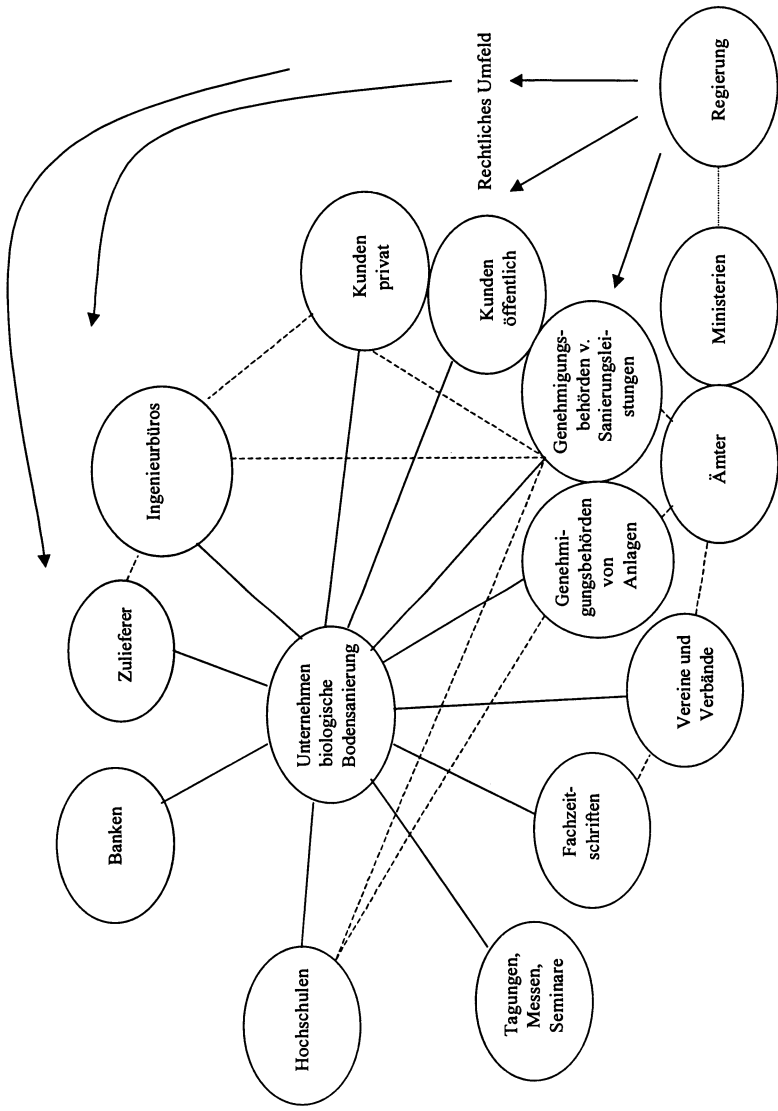 Banken
Zulieferer
Ingenieurbüros
Hochschulen
Unternehmen
biologische
Bodensanierung
Kunden
privat
Kunden
öffentlich
Rechtliches Umfeld
Tagungen,
Messen,
Seminare
Fachzeit-
schriften
Genehmi-
gungsbehörden
von
Anlagen
Genehmigungs-
behörden v.
Sanierungslei-
stungen
Vereine und
Verbände
Ämter
Ministerien
Regierung